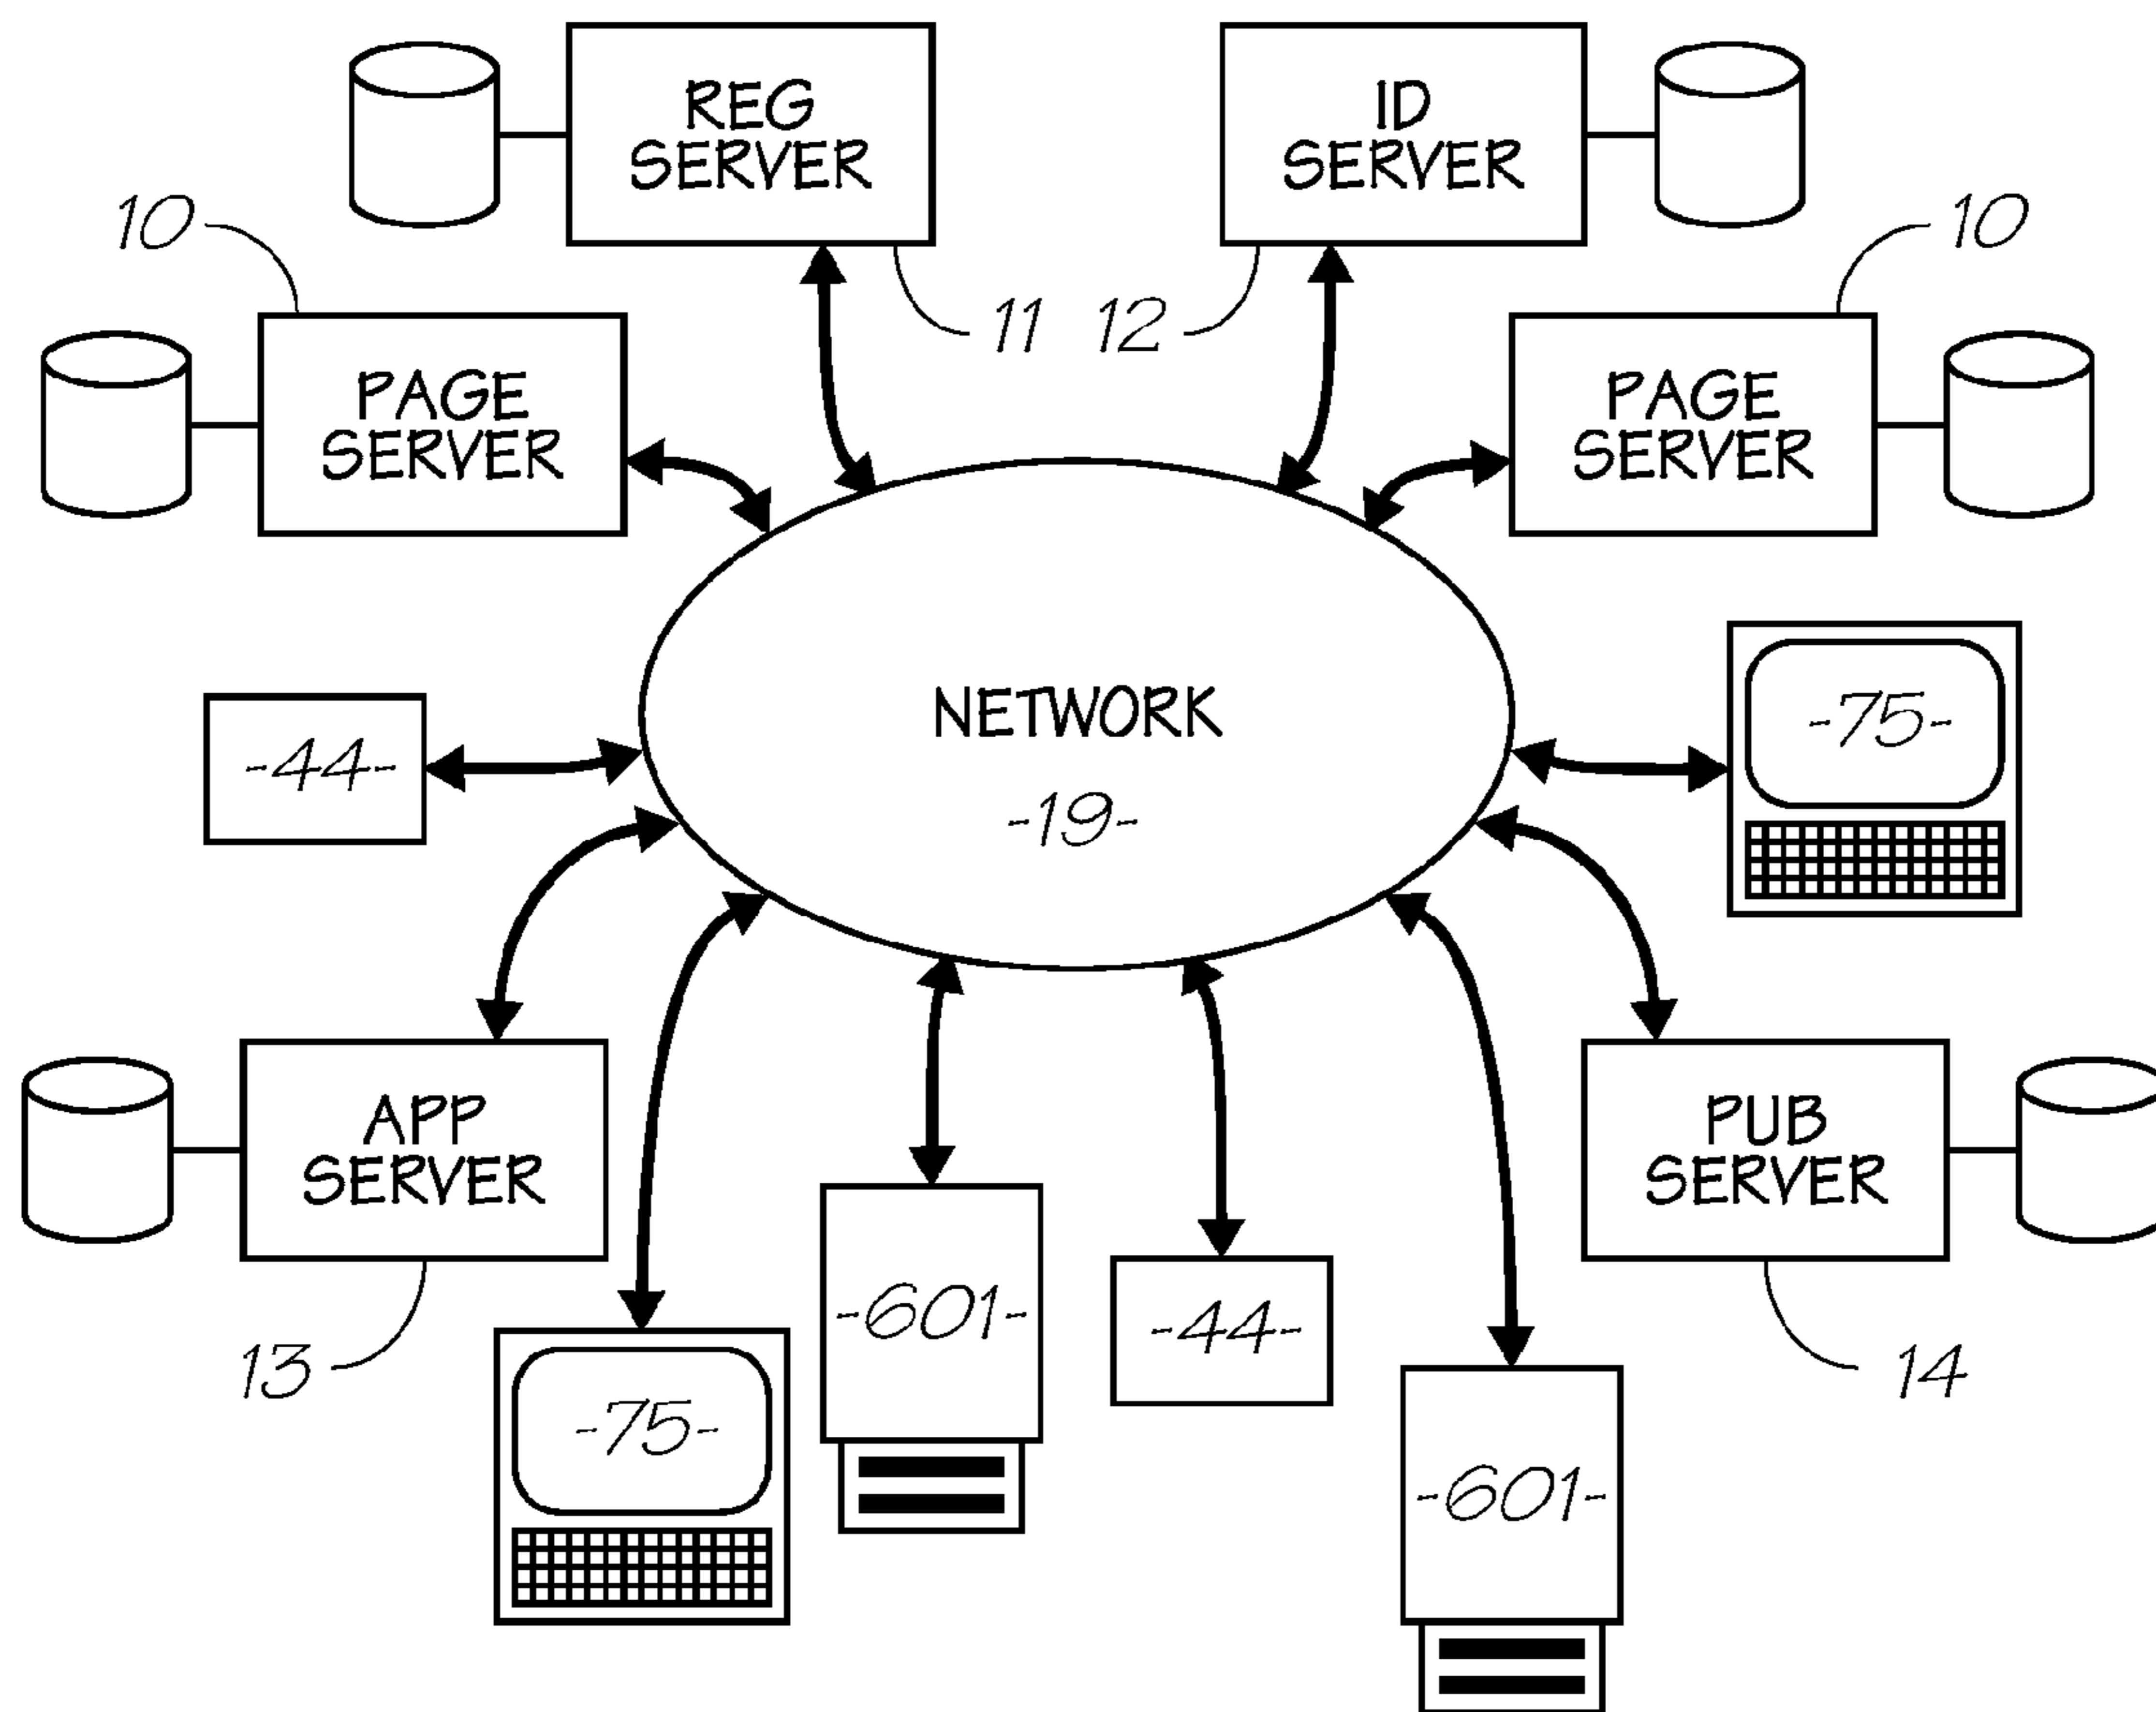 REG
SERVER
ID
SERVER
10
10
11
12
PAGE
SERVER
PAGE
SERVER
NETWORK
-19-
-44-
-75-
APP
SERVER
PUB
SERVER
13
-601-
-44-
14
-75-
-601-